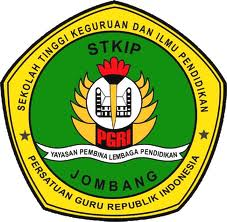 SEKOLAH TINGGI KEGURUAN DAN ILMU PENDIDIKAN
STKIP
PGRI
YAYASAN PEMBINA LEMBAGA PENDIDIKAN
JOMBANG
PERSATUAN GURU REPUBLIK INDONESIA